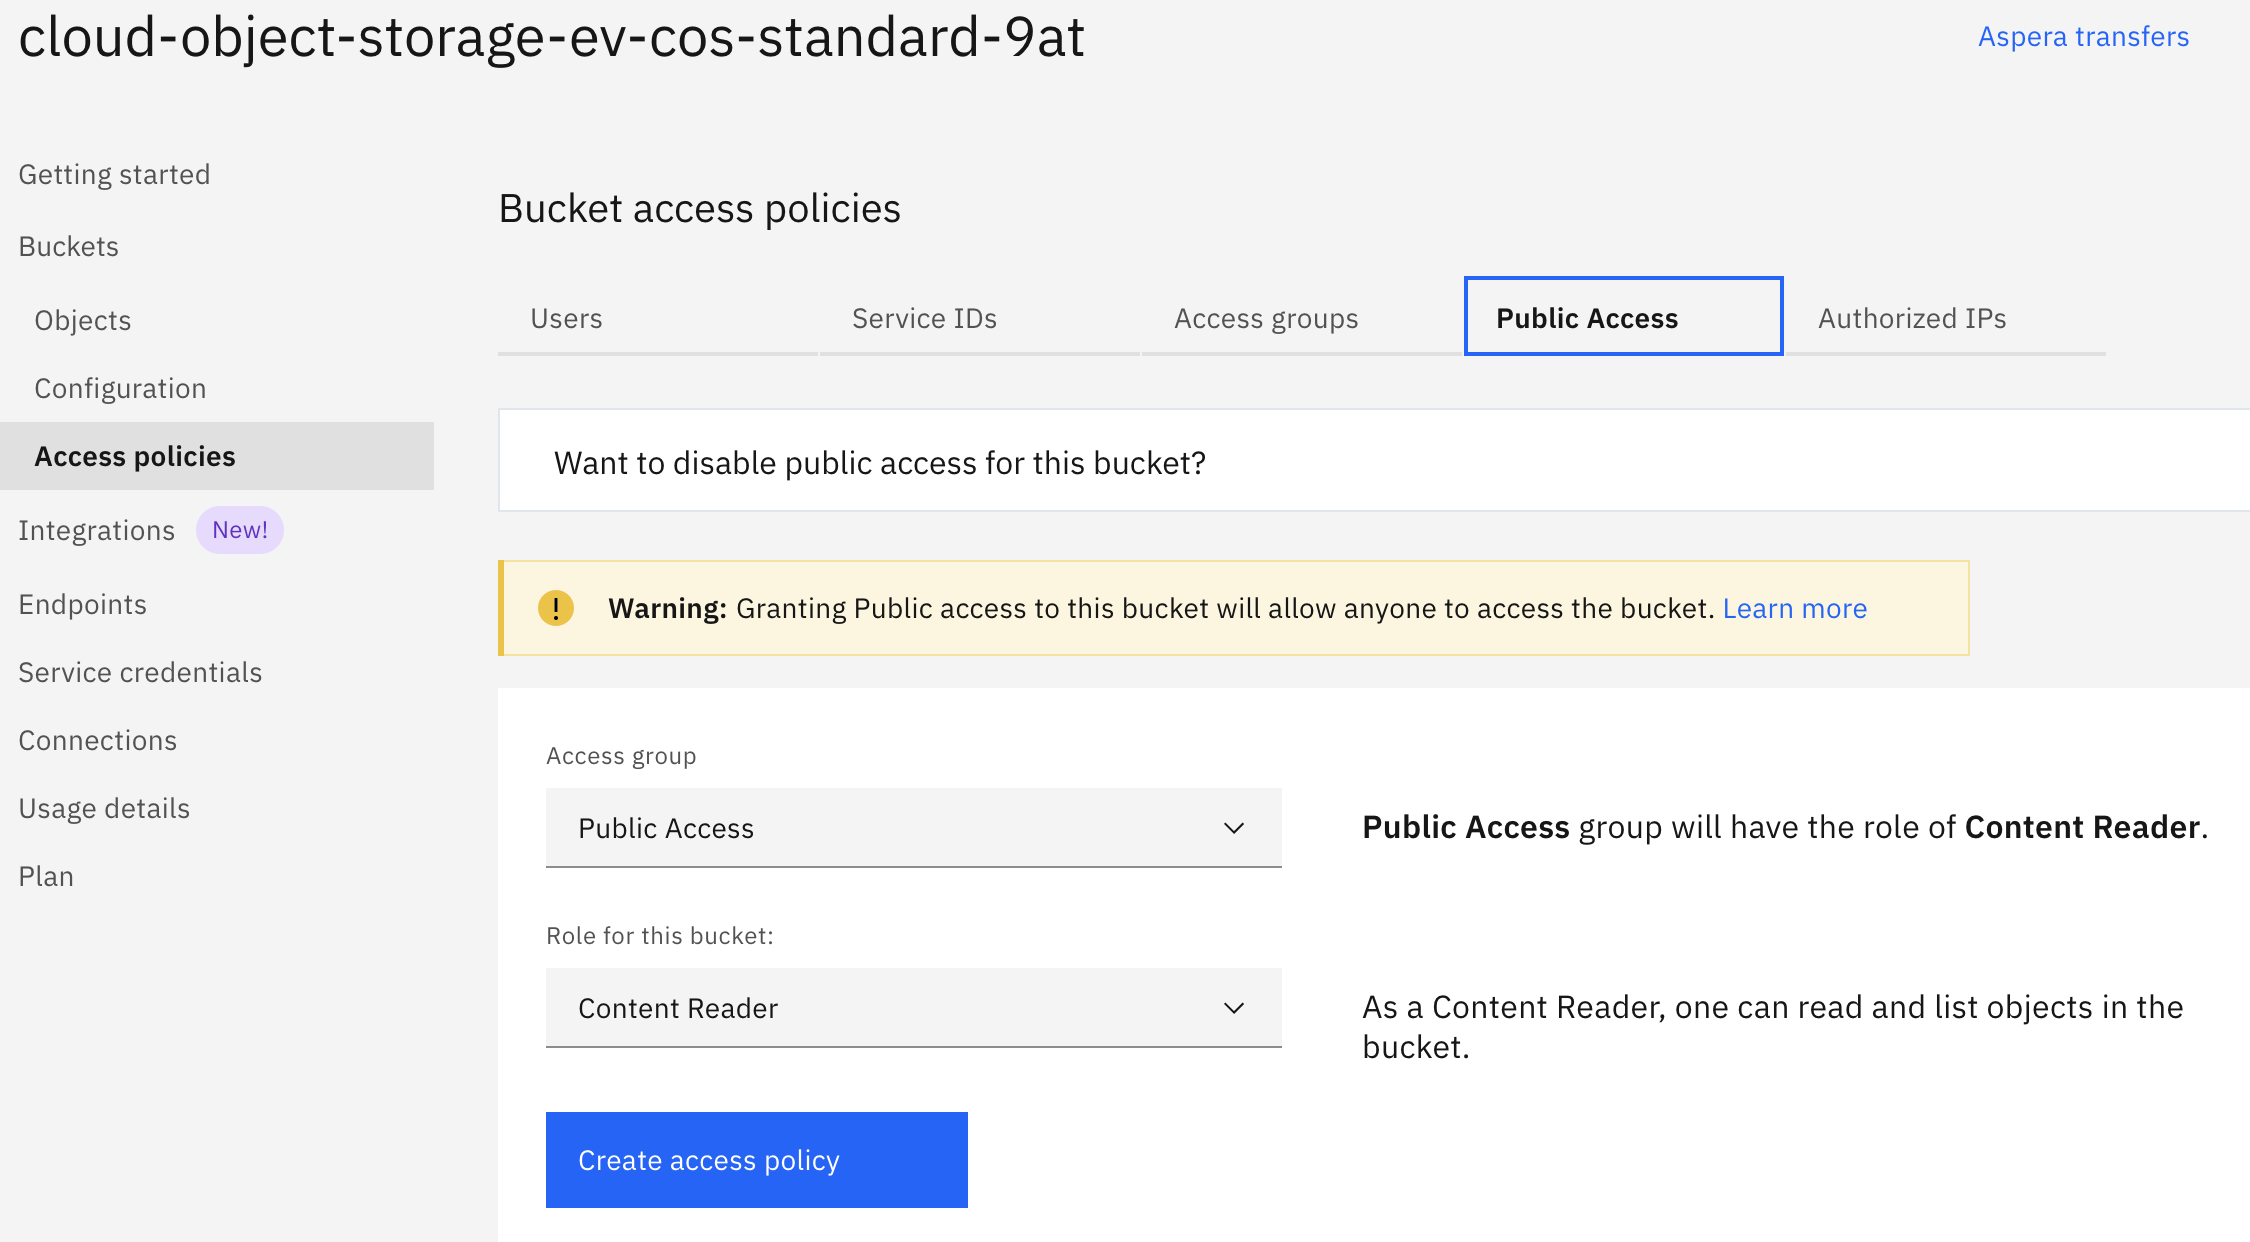 cloud-object-storage-ev-cos-standard-9at
Aspera transfers
Getting started
Buckets
Objects
Configuration
Access policies
Integrations New!
Endpoints
Service credentials
Connections
Usage details
Plan
Bucket access policies
Users
Service IDs
Access groups
Public Access
Authorized IPs
Want to disable public access for this bucket?
Warning: Granting Public access to this bucket will allow anyone to access the bucket. Learn more
Access group
Public Access
Public Access group will have the role of Content Reader.
Role for this bucket:
Content Reader
As a Content Reader, one can read and list objects in the
bucket.
Create access policy